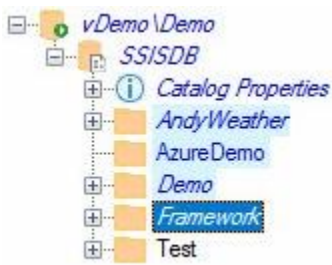 vDemo\Demo
SSISDB
Catalog Properties
AndyWeather
AzureDemo
Demo
Framework
Test